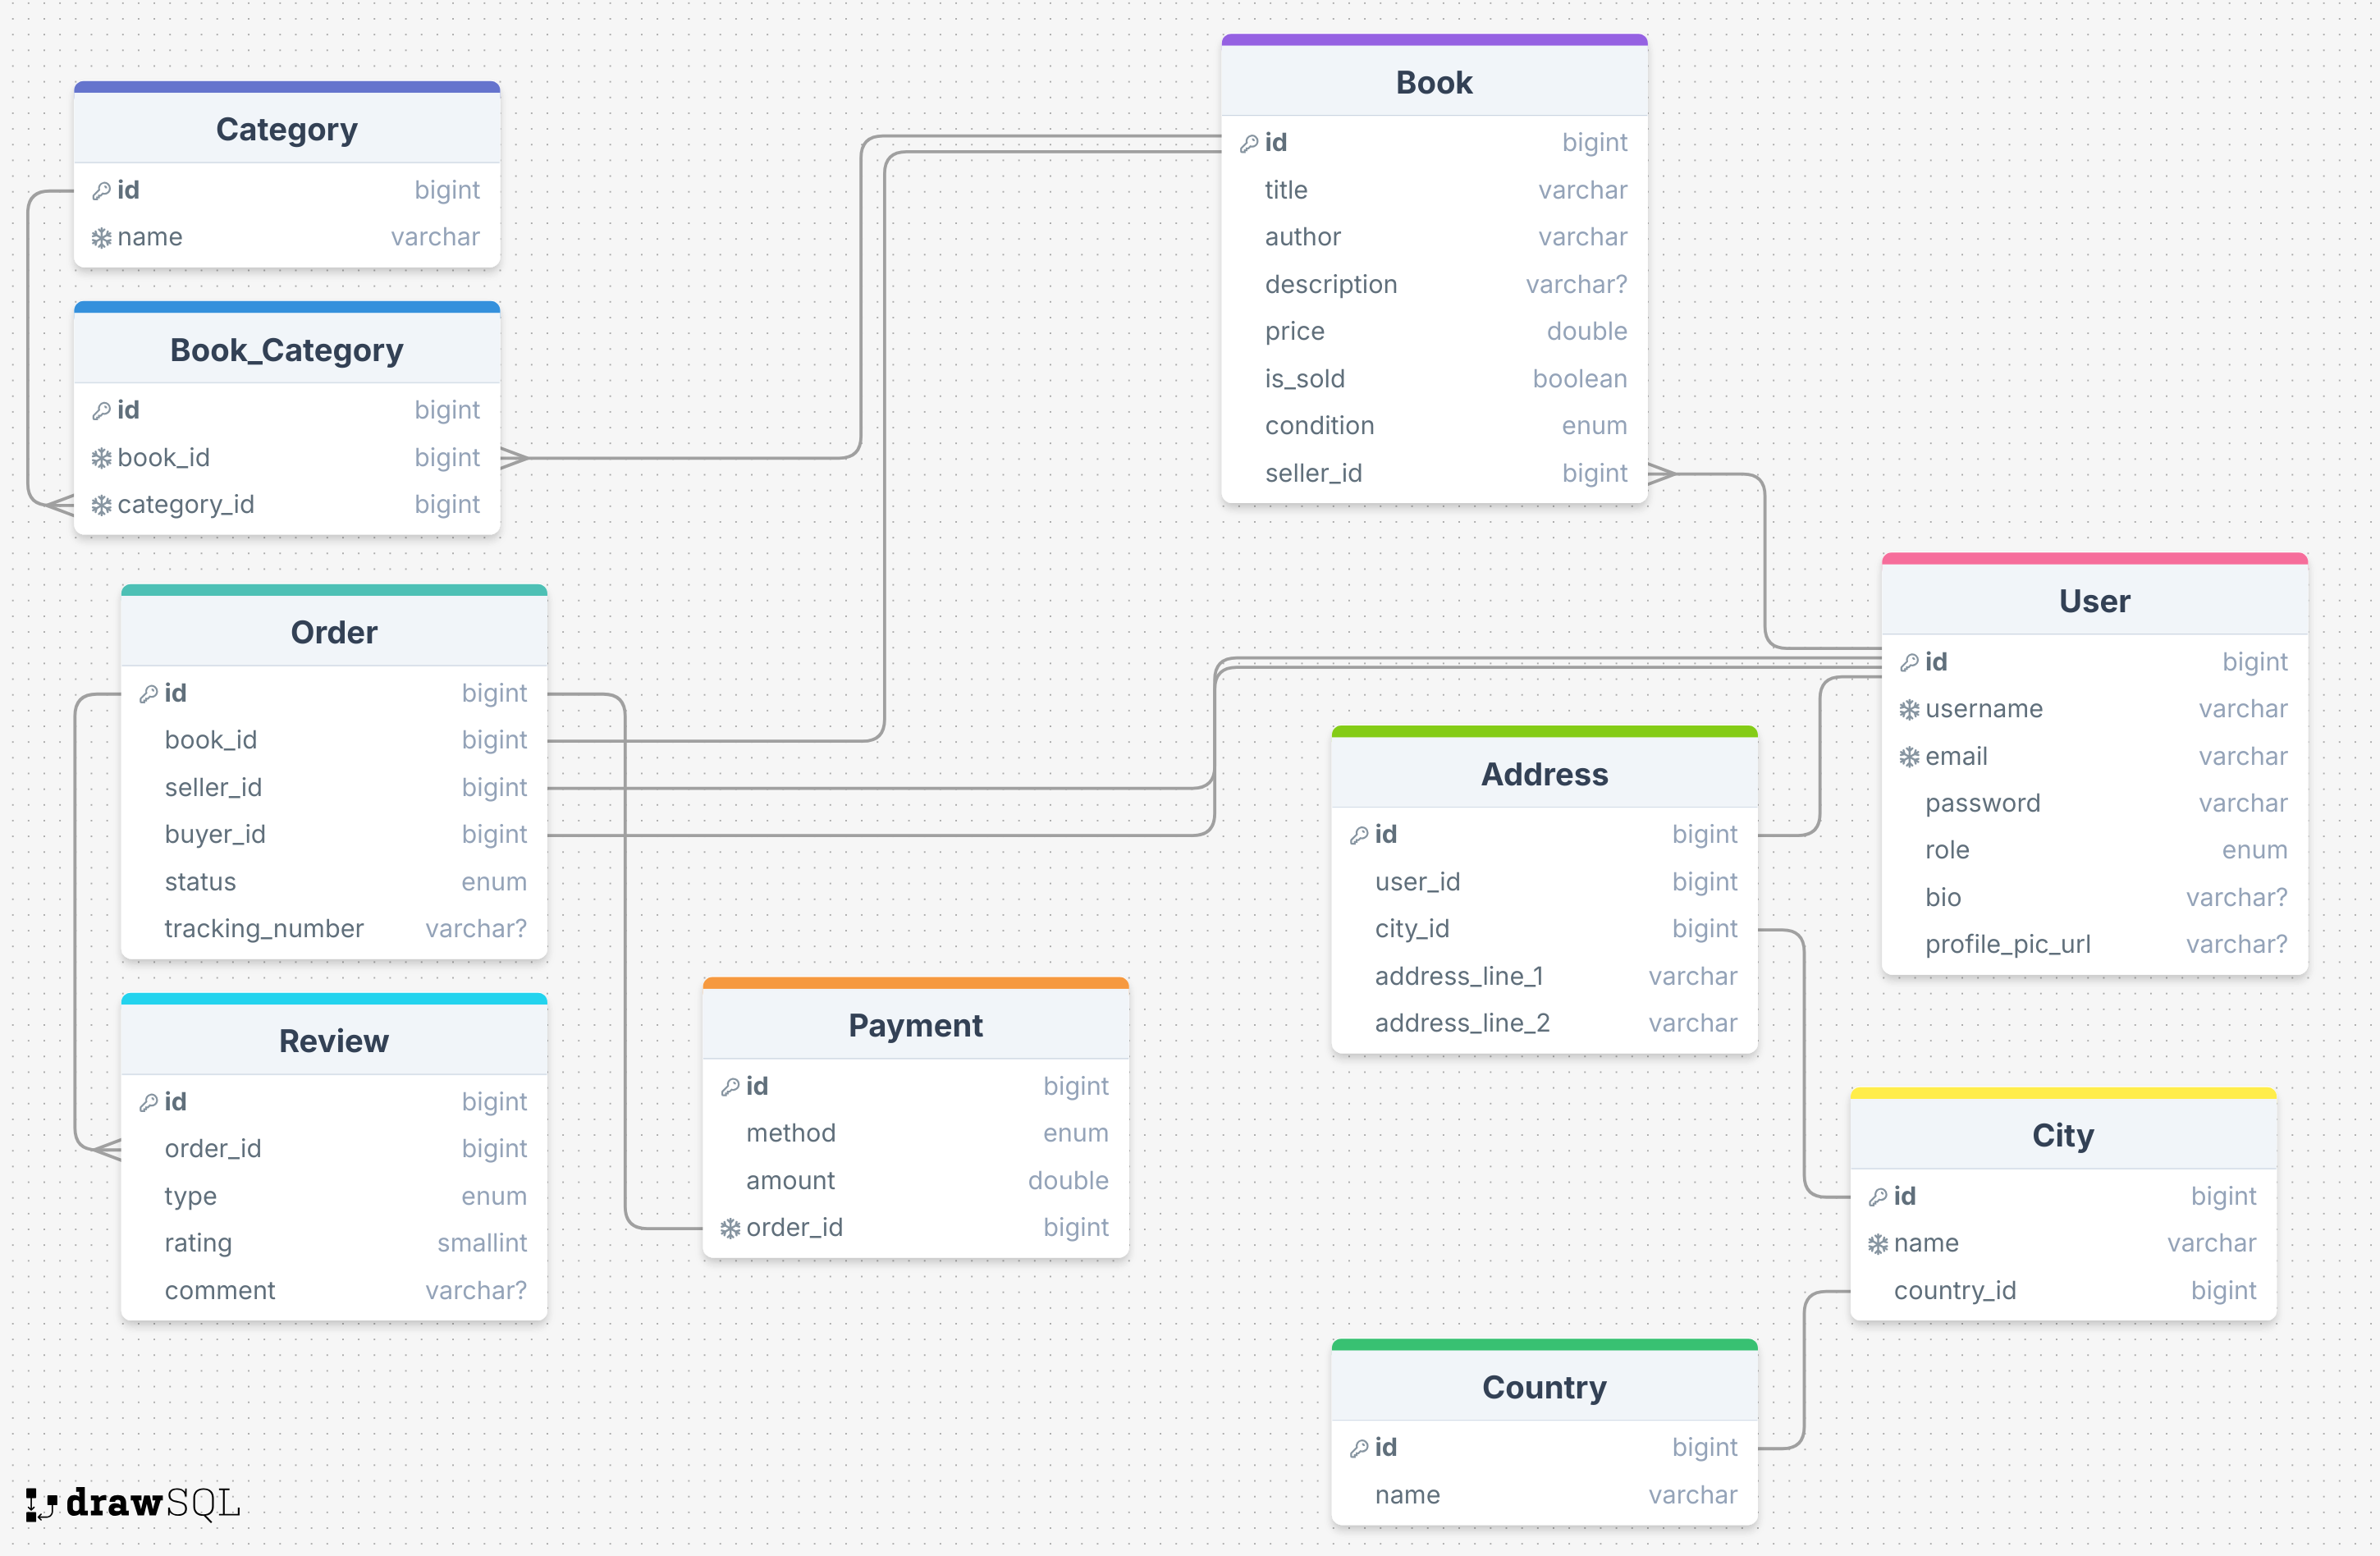 Category
id bigint
name varchar
Book_Category
id bigint
book_id bigint
category_id bigint
Order
id bigint
book_id bigint
seller_id bigint
buyer_id bigint
status enum
tracking_number varchar?
Review
id bigint
order_id bigint
type enum
rating smallint
comment varchar?
Payment
id bigint
method enum
amount double
order_id bigint
Book
id bigint
title varchar
author varchar
description varchar?
price double
is_sold boolean
condition enum
seller_id bigint
User
id bigint
username varchar
email varchar
password varchar
role enum
bio varchar?
profile_pic_url varchar?
Address
id bigint
user_id bigint
city_id bigint
address_line_1 varchar
address_line_2 varchar
City
id bigint
name varchar
country_id bigint
Country
id bigint
name varchar
drawSQL